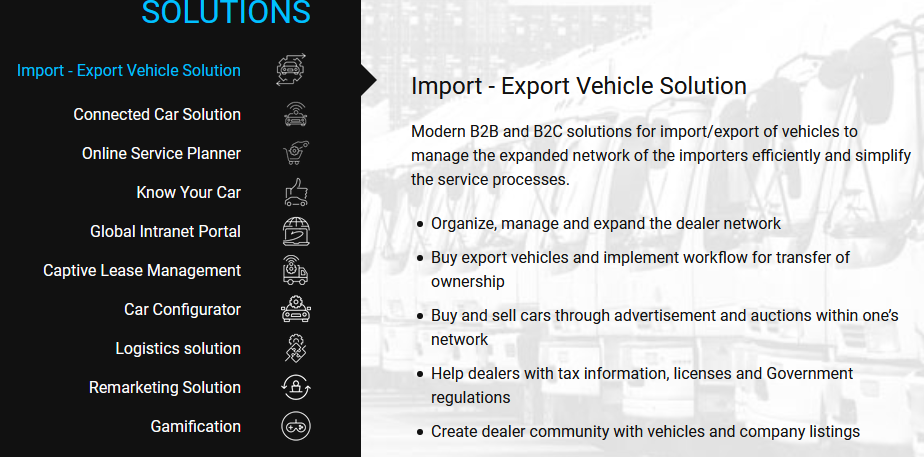 SOLUTIONS
Import - Export Vehicle Solution
Connected Car Solution
Online Service Planner
Know Your Car
Global Intranet Portal
Captive Lease Management
Car Configurator
Logistics solution
Remarketing Solution
Gamification
Import - Export Vehicle Solution
Modern B2B and B2C solutions for import/export of vehicles to
manage the expanded network of the importers efficiently and simplify
the service processes.
• Organize, manage and expand the dealer network
• Buy export vehicles and implement workflow for transfer of
ownership
• Buy and sell cars through advertisement and auctions within one’s
network
• Help dealers with tax information, licenses and Government
regulations
• Create dealer community with vehicles and company listings